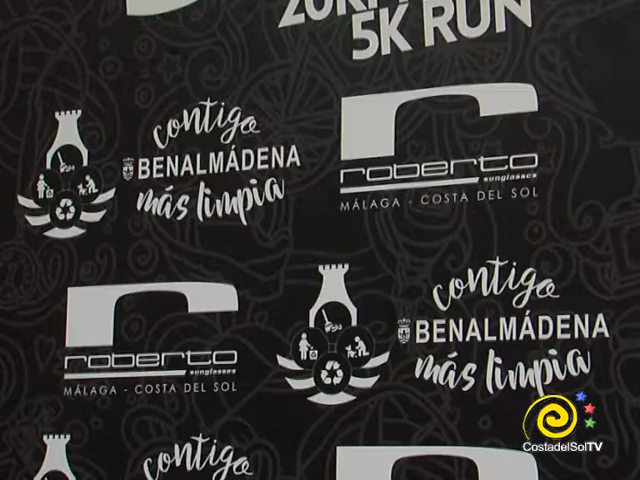 5K RUN
contigo
BENALMÁDENA
más limpia
roberto
sunglasses
MÁLAGA - COSTA DEL SOL
roberto
sunglasses
MÁLAGA - COSTA DEL SOL
contigo
BENALMÁDENA
más limpia
contigo
CostadelSolTV